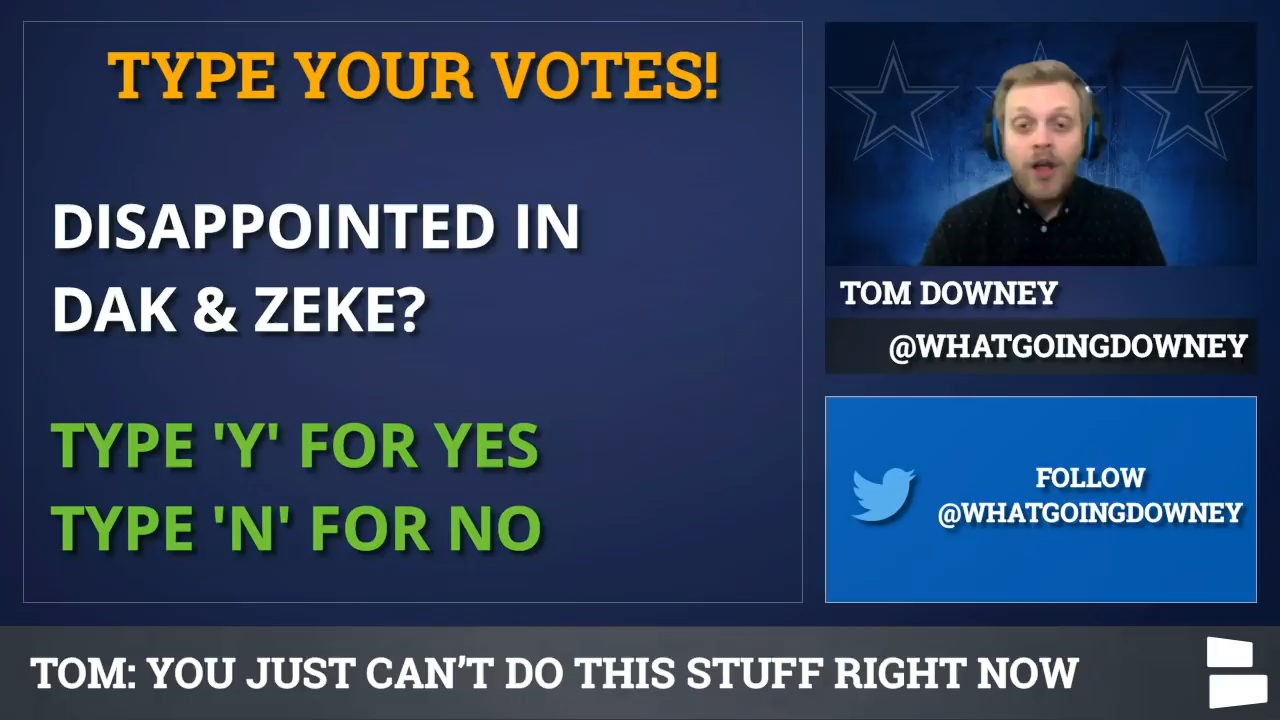 TYPE YOUR VOTES!
DISAPPOINTED IN
DAK & ZEKE?
TYPE 'Y' FOR YES
TYPE 'N' FOR NO
TOM DOWNEY
@WHATGOINGDOWNEY
FOLLOW
@WHATGOINGDOWNEY
TOM: YOU JUST CAN’T DO THIS STUFF RIGHT NOW